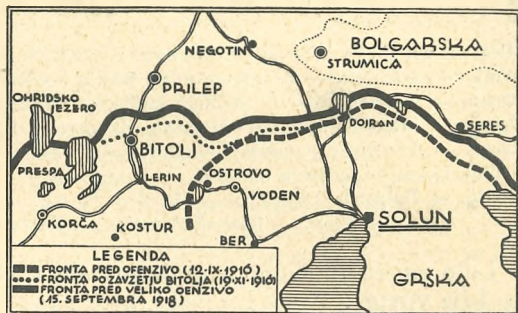 NEGOTIN
BOLGARSKA
STRUMICA
PRILEP
OHRIDSKO
JEZERO
DOJRAN
SERES
BITOLJ
PRESPA
LERIN
OSTROVO
VODEN
KORČA
KOSTUR
BER
SOLUN
GRŠKA
LEGENDA
FRONTA PRED OFENZIVO (12·IX·1916)
FRONTA PO ZAVZETJU BITOLJA (19·XI·1916)
FRONTA PRED VELIKO OENZIVO
(15. SEPTEMBRA 1918)